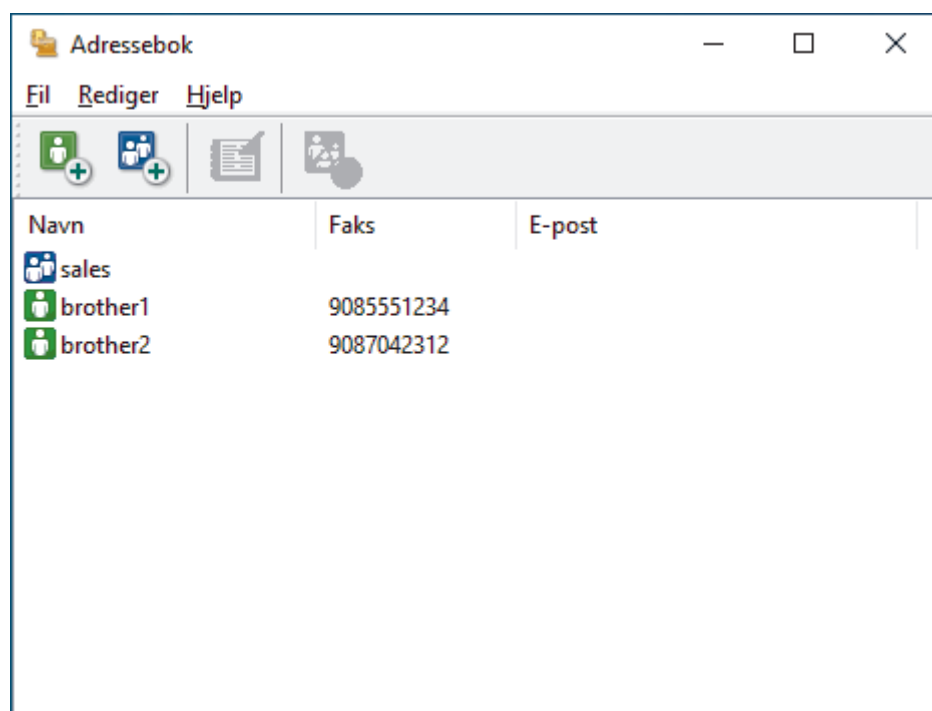 Adressebok
Fil Rediger Hjelp
Navn Faks E-post
sales
brother1 9085551234
brother2 9087042312